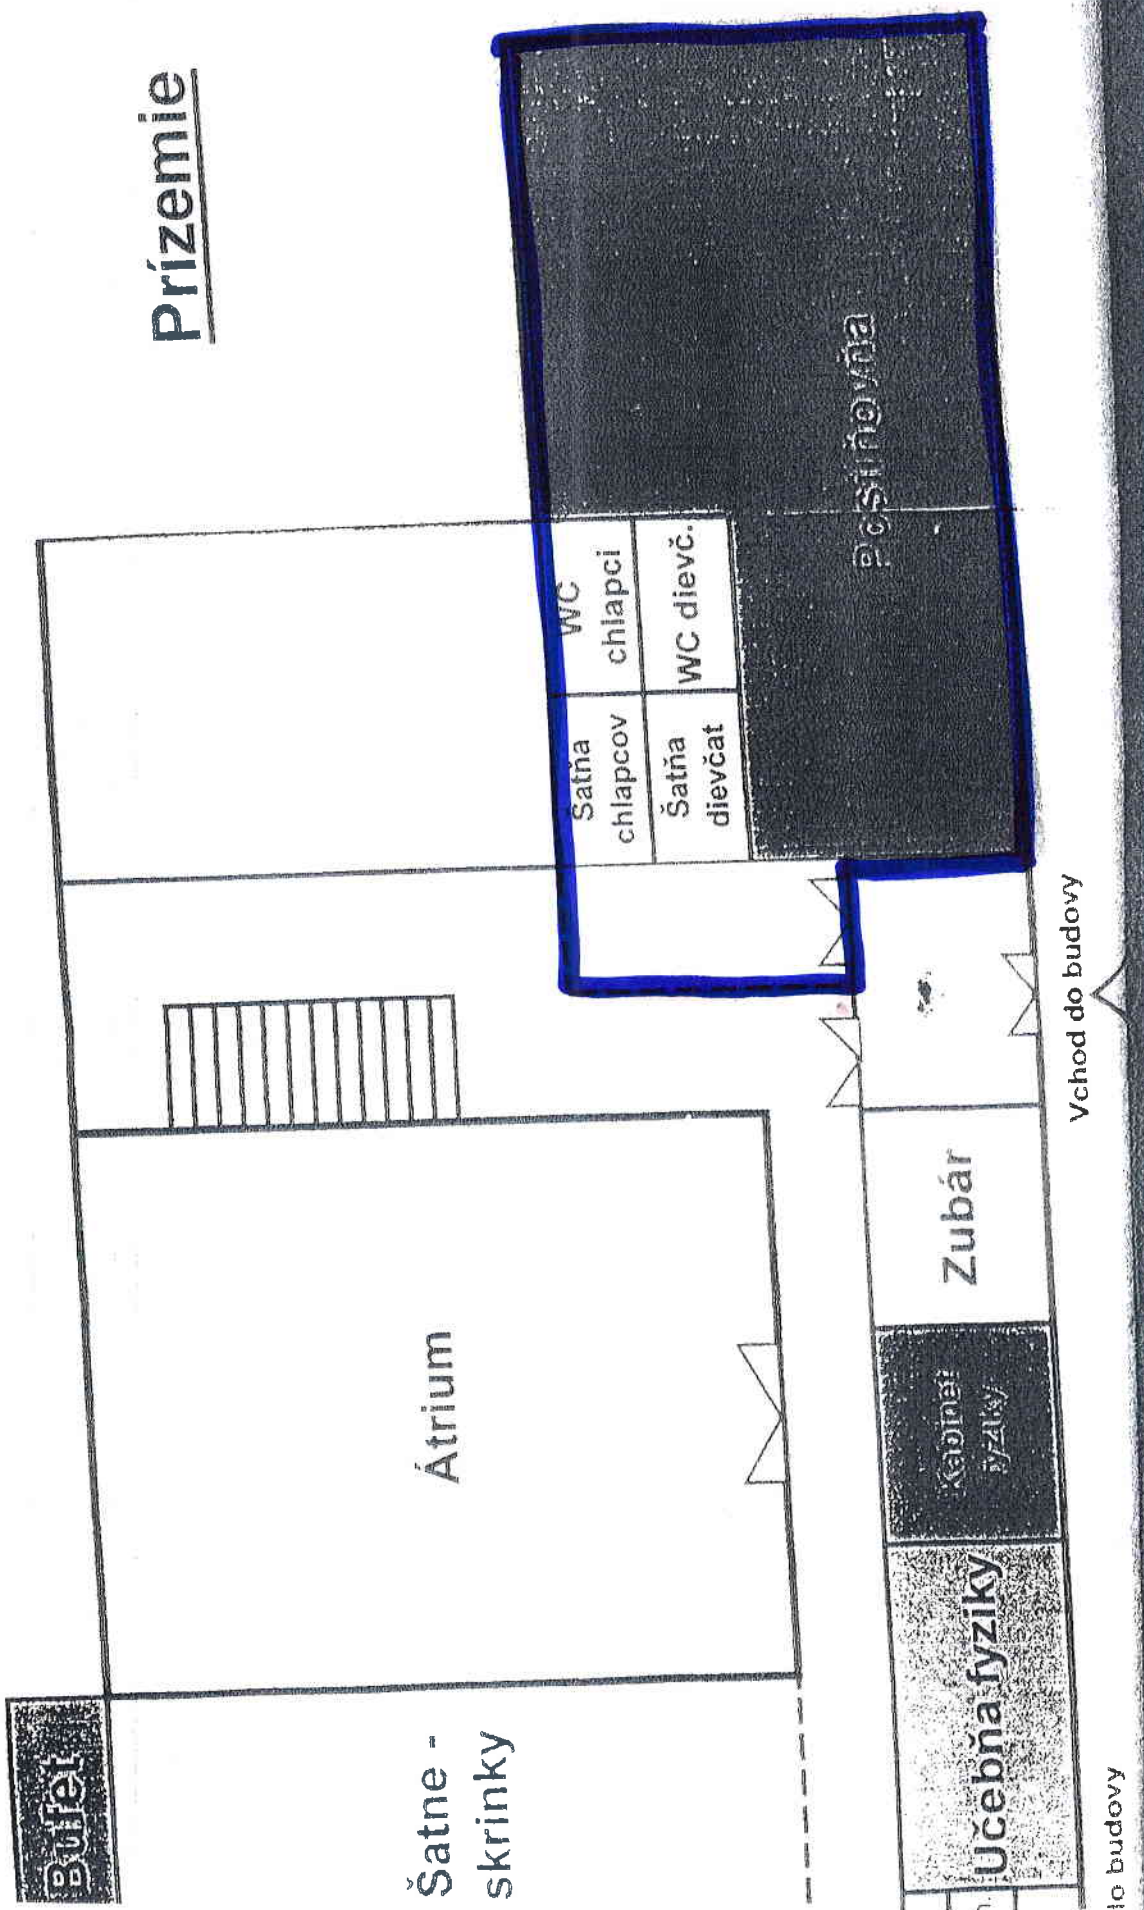 Prízemie
Bufet
Šatne -
skrinky
Átrium
Šatňa
chlapcov
WC
chlapci
Šatňa
dievčat
WC dievč.
Posilňovňa
Učebňa fyziky
Kabinet
fyziky
Zubár
Vchod do budovy
do budovy